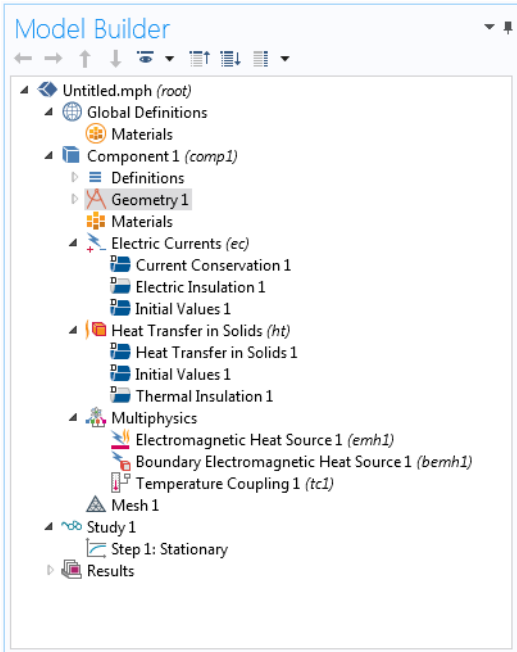 Model Builder
Untitled.mph (root)
Global Definitions
Materials
Component 1 (comp1)
Definitions
Geometry 1
Materials
Electric Currents (ec)
Current Conservation 1
Electric Insulation 1
Initial Values 1
Heat Transfer in Solids (ht)
Heat Transfer in Solids 1
Initial Values 1
Thermal Insulation 1
Multiphysics
Electromagnetic Heat Source 1 (emh1)
Boundary Electromagnetic Heat Source 1 (bemh1)
Temperature Coupling 1 (tc1)
Mesh 1
Study 1
Step 1: Stationary
Results